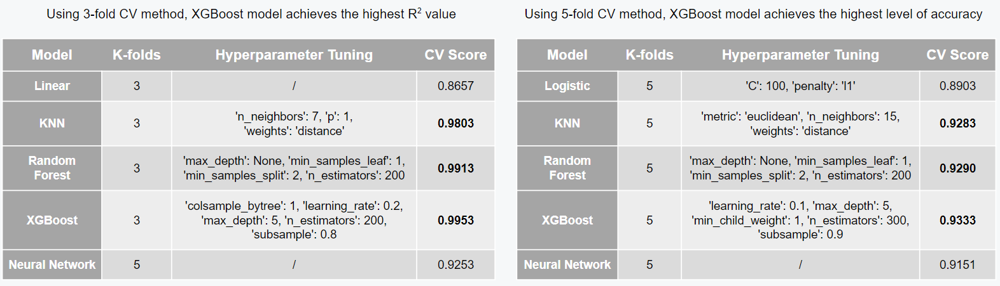 Using 3-fold CV method, XGBoost model achieves the highest R² value
Model K-folds Hyperparameter Tuning CV Score
Linear 3 / 0.8657
KNN 3 'n_neighbors': 7, 'p': 1, 0.9803
'weights': 'distance'
Random Forest 3 'max_depth': None, 'min_samples_leaf': 1, 0.9913
'min_samples_split': 2, 'n_estimators': 200
XGBoost 3 'colsample_bytree': 1, 'learning_rate': 0.2, 0.9953
'max_depth': 5, 'n_estimators': 200,
'subsample': 0.8
Neural Network 5 / 0.9253
Using 5-fold CV method, XGBoost model achieves the highest level of accuracy
Model K-folds Hyperparameter Tuning CV Score
Logistic 5 'C': 100, 'penalty': 'l1' 0.8903
KNN 5 'metric': 'euclidean', 'n_neighbors': 15, 0.9283
'weights': 'distance'
Random Forest 5 'max_depth': None, 'min_samples_leaf': 1, 0.9290
'min_samples_split': 2, 'n_estimators': 200
XGBoost 5 'learning_rate': 0.1, 'max_depth': 5, 0.9333
'min_child_weight': 1, 'n_estimators': 300,
'subsample': 0.9
Neural Network 5 / 0.9151